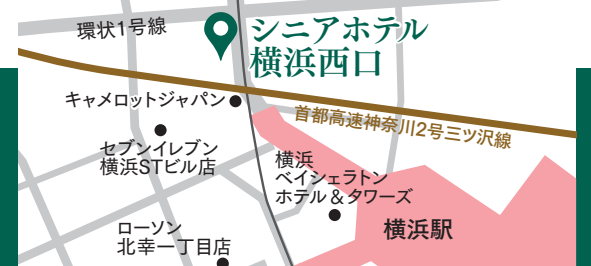 環状1号線
シニアホテル
横浜西口
キャメロットジャパン
首都高速神奈川2号三ツ沢線
セブンイレブン
横浜STビル店
横浜
ベイシェラトン
ホテル＆タワーズ
ローソン
北幸一丁目店
横浜駅